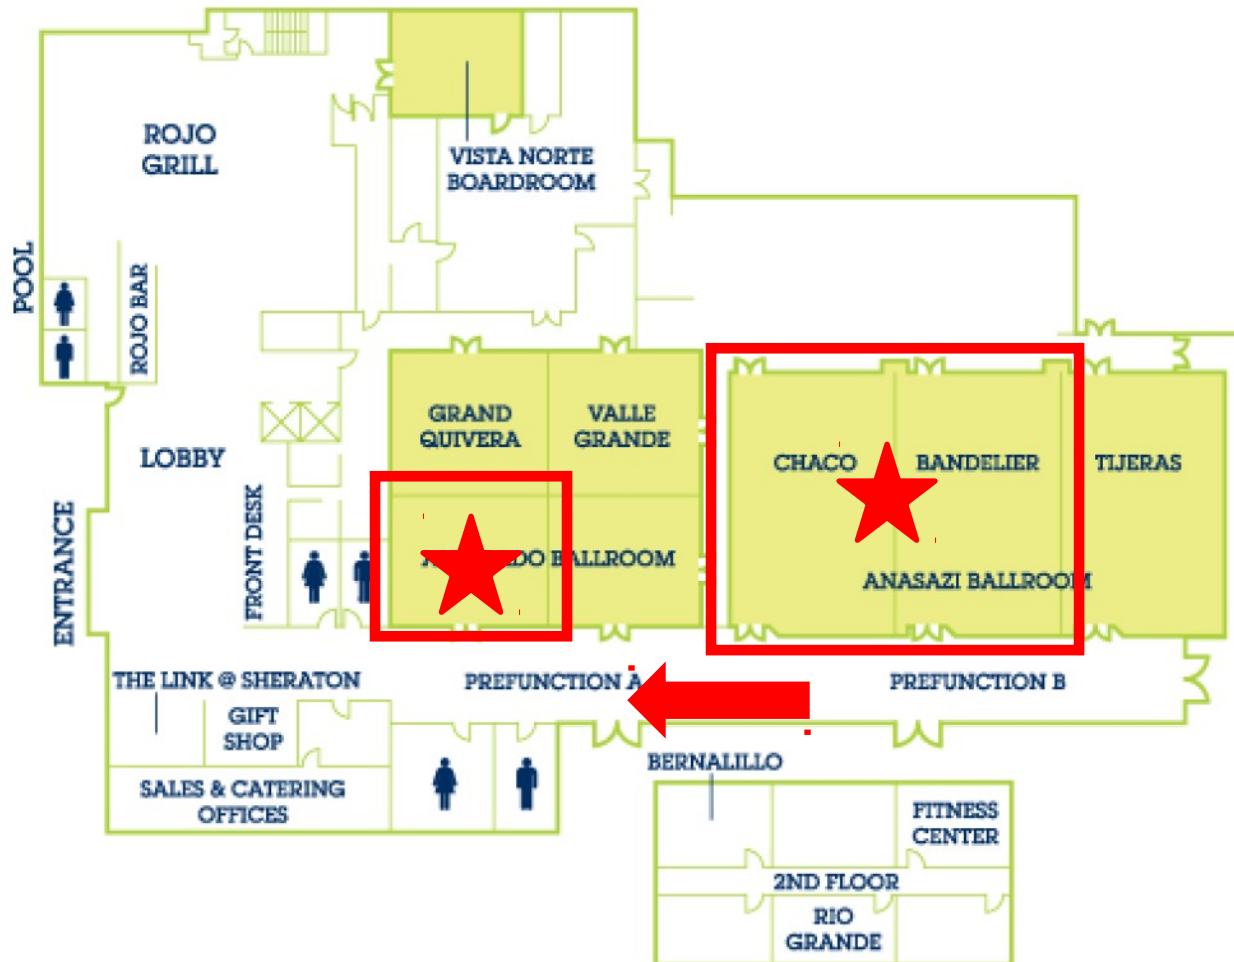 ROJO
GRILL
VISTA NORTE
BOARDROOM
POOL
ROJO BAR
GRAND
QUIVERA
VALLE
GRANDE
LOBBY
CHACO
BANDELIER
TIJERAS
ENTRANCE
FRONT DESK
BALLROOM
ANASAZI BALLROOM
THE LINK @ SHERATON
PREFUNCTION A
PREFUNCTION B
GIFT
SHOP
SALES & CATERING
OFFICES
BERNALILLO
FITNESS
CENTER
2ND FLOOR
RIO
GRANDE